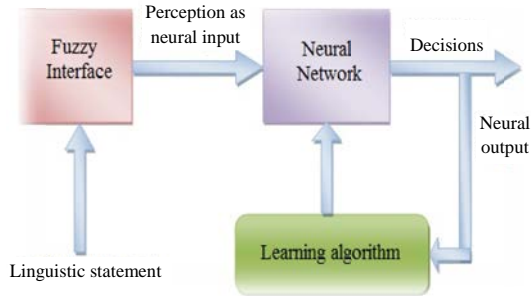 Perception as
neural input
Fuzzy
Interface
Neural
Network
Decisions
Neural
output
Learning algorithm
Linguistic statement